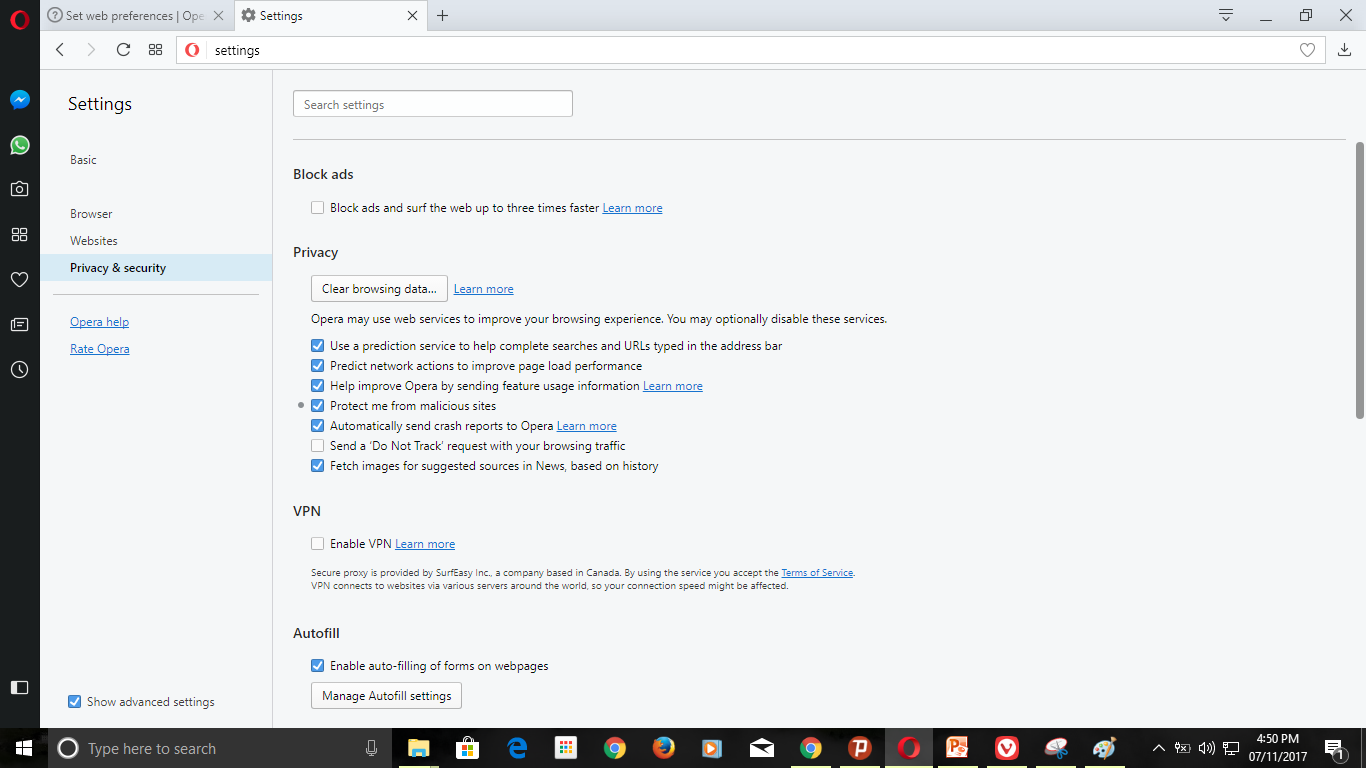 Set web preferences | Ope
Settings
settings
Settings
Basic
Browser
Websites
Privacy & security
Opera help
Rate Opera
Show advanced settings
Search settings
Block ads
Block ads and surf the web up to three times faster Learn more
Privacy
Clear browsing data... Learn more
Opera may use web services to improve your browsing experience. You may optionally disable these services.
Use a prediction service to help complete searches and URLs typed in the address bar
Predict network actions to improve page load performance
Help improve Opera by sending feature usage information Learn more
Protect me from malicious sites
Automatically send crash reports to Opera Learn more
Send a ‘Do Not Track’ request with your browsing traffic
Fetch images for suggested sources in News, based on history
VPN
Enable VPN Learn more
Secure proxy is provided by SurfEasy Inc., a company based in Canada. By using the service you accept the Terms of Service.
VPN connects to websites via various servers around the world, so your connection speed might be affected.
Autofill
Enable auto-filling of forms on webpages
Manage Autofill settings
Type here to search
4:50 PM
07/11/2017
1